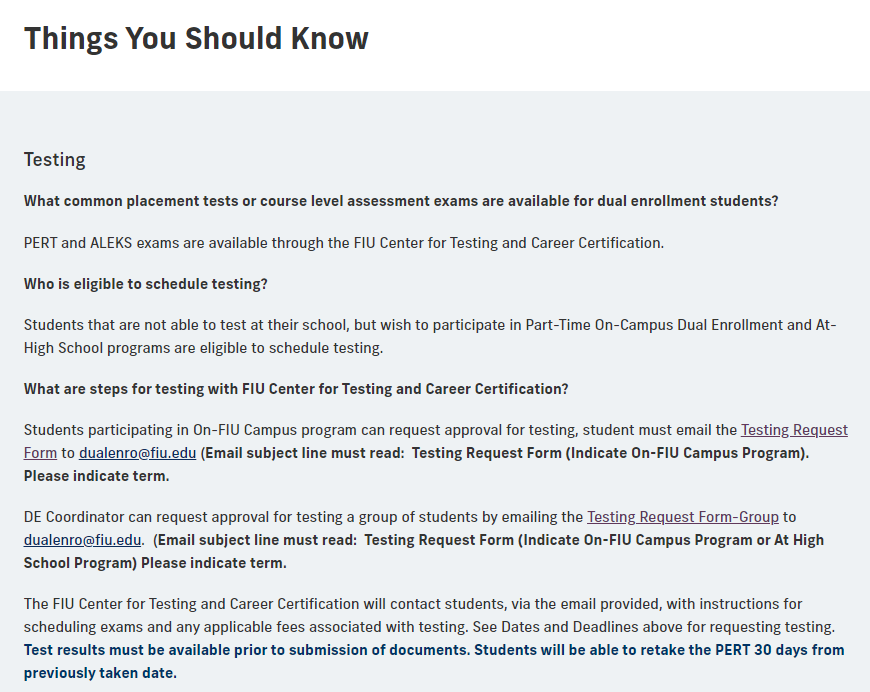 Things You Should Know
Testing
What common placement tests or course level assessment exams are available for dual enrollment students?
PERT and ALEKS exams are available through the FIU Center for Testing and Career Certification.
Who is eligible to schedule testing?
Students that are not able to test at their school, but wish to participate in Part-Time On-Campus Dual Enrollment and At-
High School programs are eligible to schedule testing.
What are steps for testing with FIU Center for Testing and Career Certification?
Students participating in On-FIU Campus program can request approval for testing, student must email the Testing Request
Form to dualenro@fiu.edu (Email subject line must read:  Testing Request Form (Indicate On-FIU Campus Program).
Please indicate term.
DE Coordinator can request approval for testing a group of students by emailing the Testing Request Form-Group to
dualenro@fiu.edu.  (Email subject line must read:  Testing Request Form (Indicate On-FIU Campus Program or At High
School Program) Please indicate term.
The FIU Center for Testing and Career Certification will contact students, via the email provided, with instructions for
scheduling exams and any applicable fees associated with testing. See Dates and Deadlines above for requesting testing.
Test results must be available prior to submission of documents. Students will be able to retake the PERT 30 days from
previously taken date.